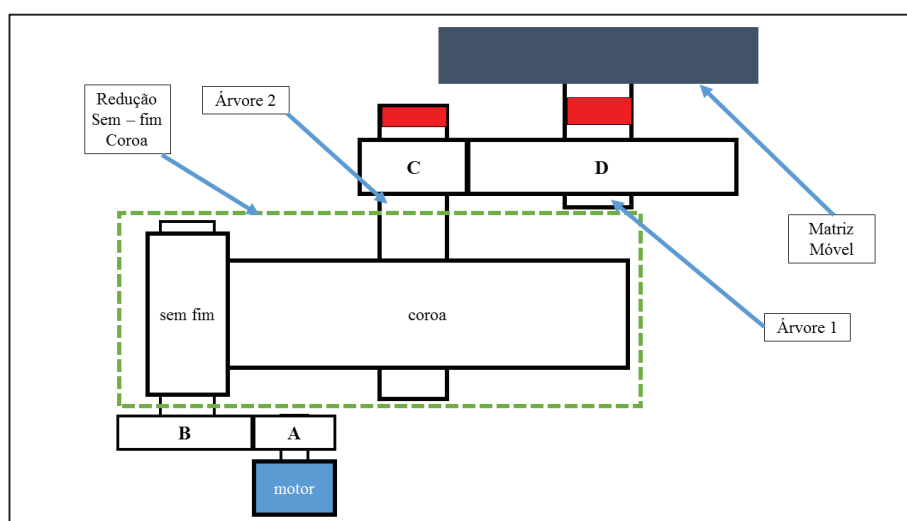 Redução
Sem – fim
Coroa
Árvore 2
C
D
Matriz
Móvel
sem fim
coroa
Árvore 1
B
A
motor